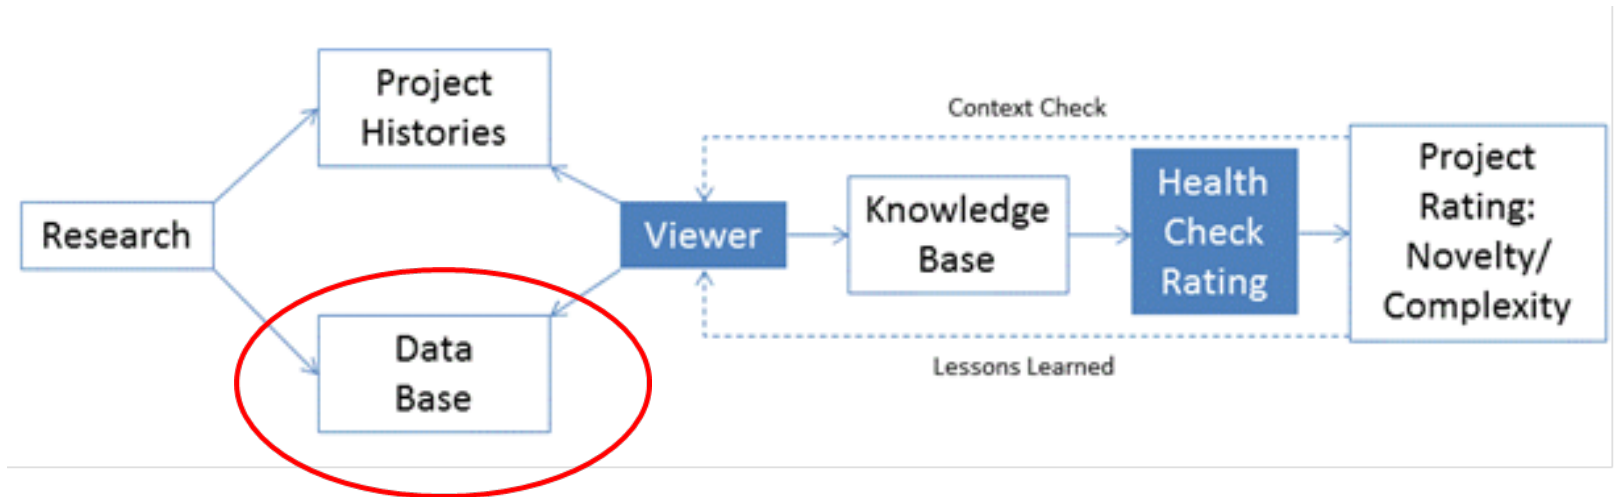 Project
Histories
Research
Data
Base
Viewer
Context Check
Knowledge
Base
Health
Check
Rating
Lessons Learned
Project
Rating:
Novelty/
Complexity